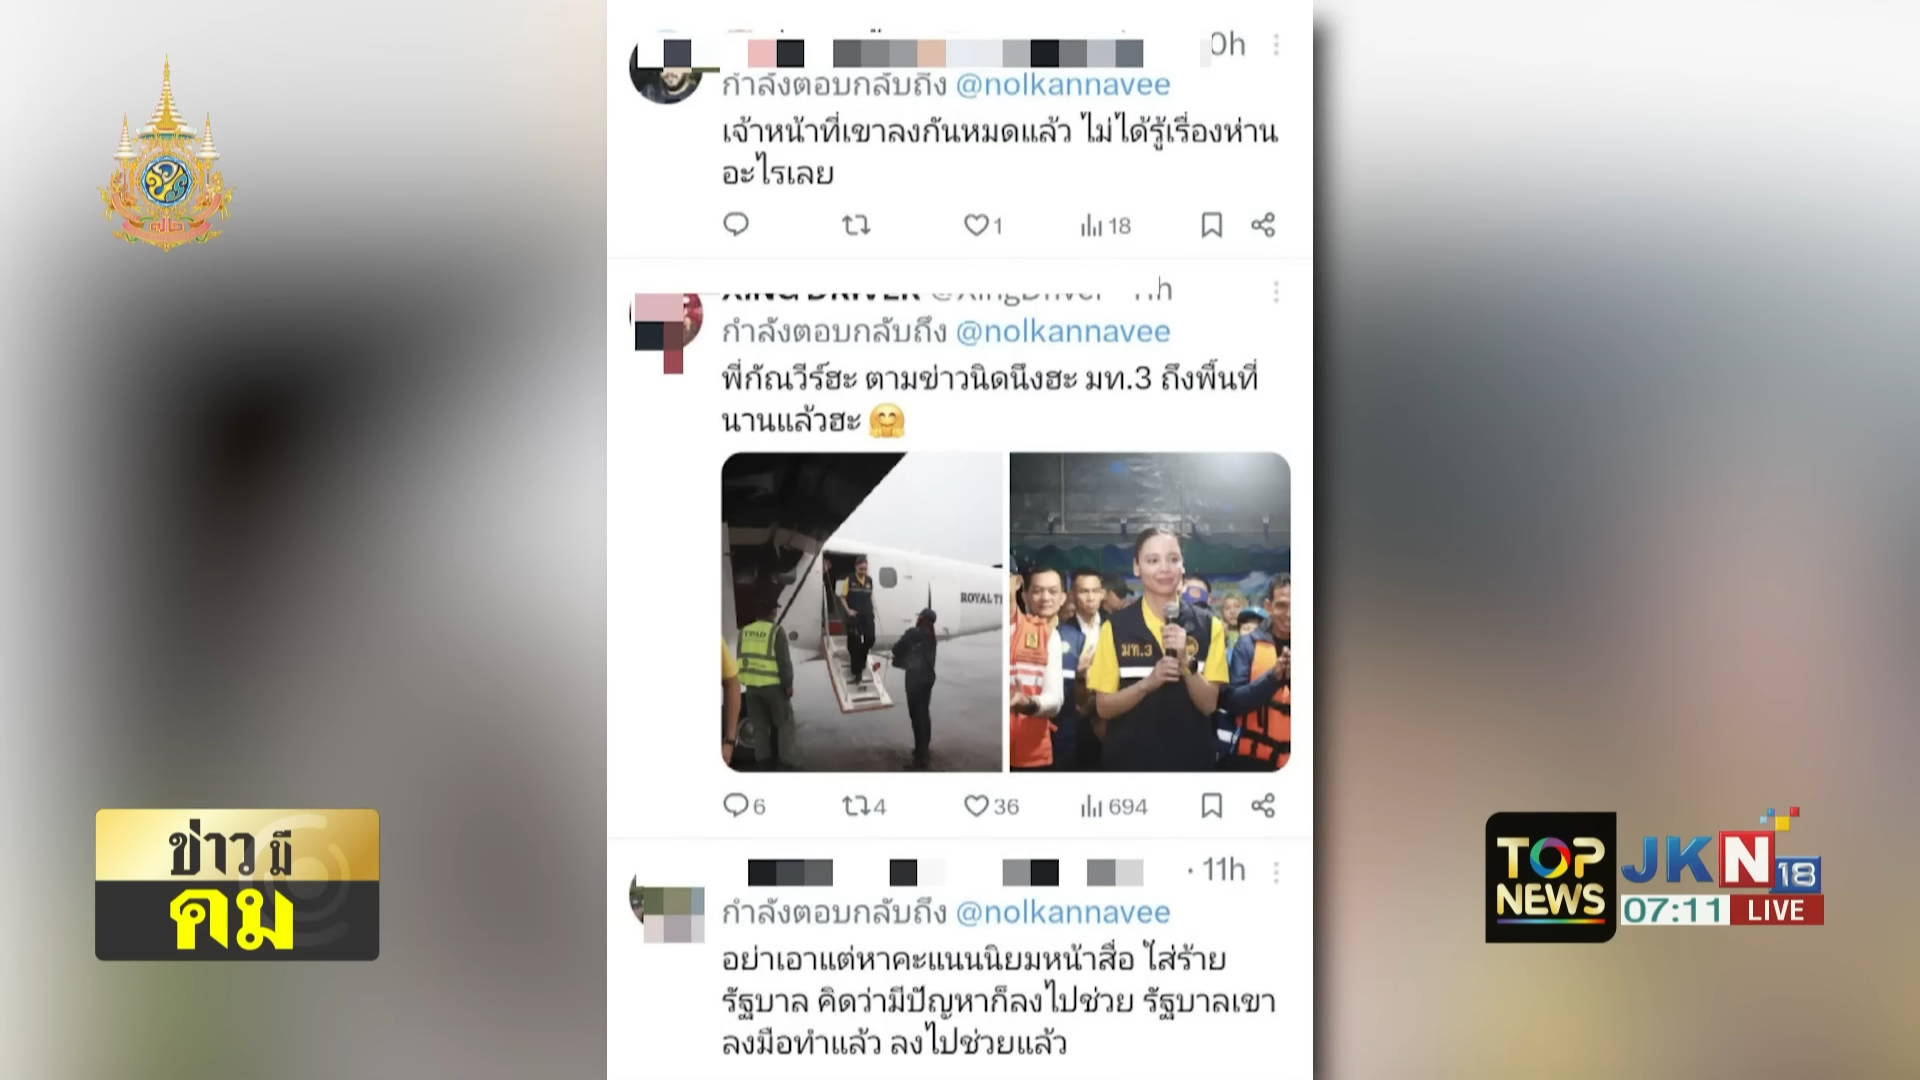 0h
กำลังตอบกลับถึง @nolkannavee
เจ้าหน้าที่เขาลงกันหมดแล้ว ไม่ได้รู้เรื่องห่าน
อะไรเลย
1
18
กำลังตอบกลับถึง @nolkannavee
พี่กัณวีร์ฮะ ตามข่าวนิดนึงฮะ มท.3 ถึงพื้นที่
นานแล้วฮะ 🤗
ROYAL T
มท.3
6
4
36
694
· 11h
กำลังตอบกลับถึง @nolkannavee
อย่าเอาแต่หาคะแนนนิยมหน้าสื่อ ใส่ร้าย
รัฐบาล คิดว่ามีปัญหาก็ลงไปช่วย รัฐบาลเขา
ลงมือทำแล้ว ลงไปช่วยแล้ว
ข่าวมี
คม
TOP
NEWS
JKN 18
07:11 LIVE